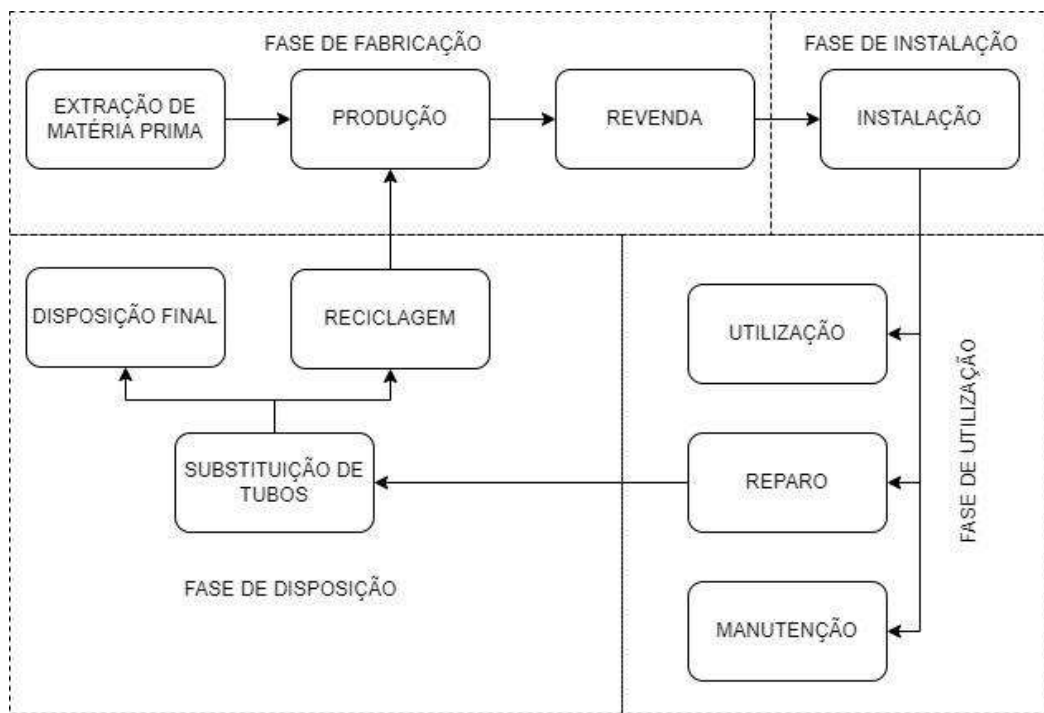 FASE DE FABRICAÇÃO
FASE DE INSTALAÇÃO
EXTRAÇÃO DE
MATÉRIA PRIMA
PRODUÇÃO
REVENDA
INSTALAÇÃO
DISPOSIÇÃO FINAL
RECICLAGEM
UTILIZAÇÃO
FASE DE UTILIZAÇÃO
SUBSTITUIÇÃO DE
TUBOS
REPARO
FASE DE DISPOSIÇÃO
MANUTENÇÃO